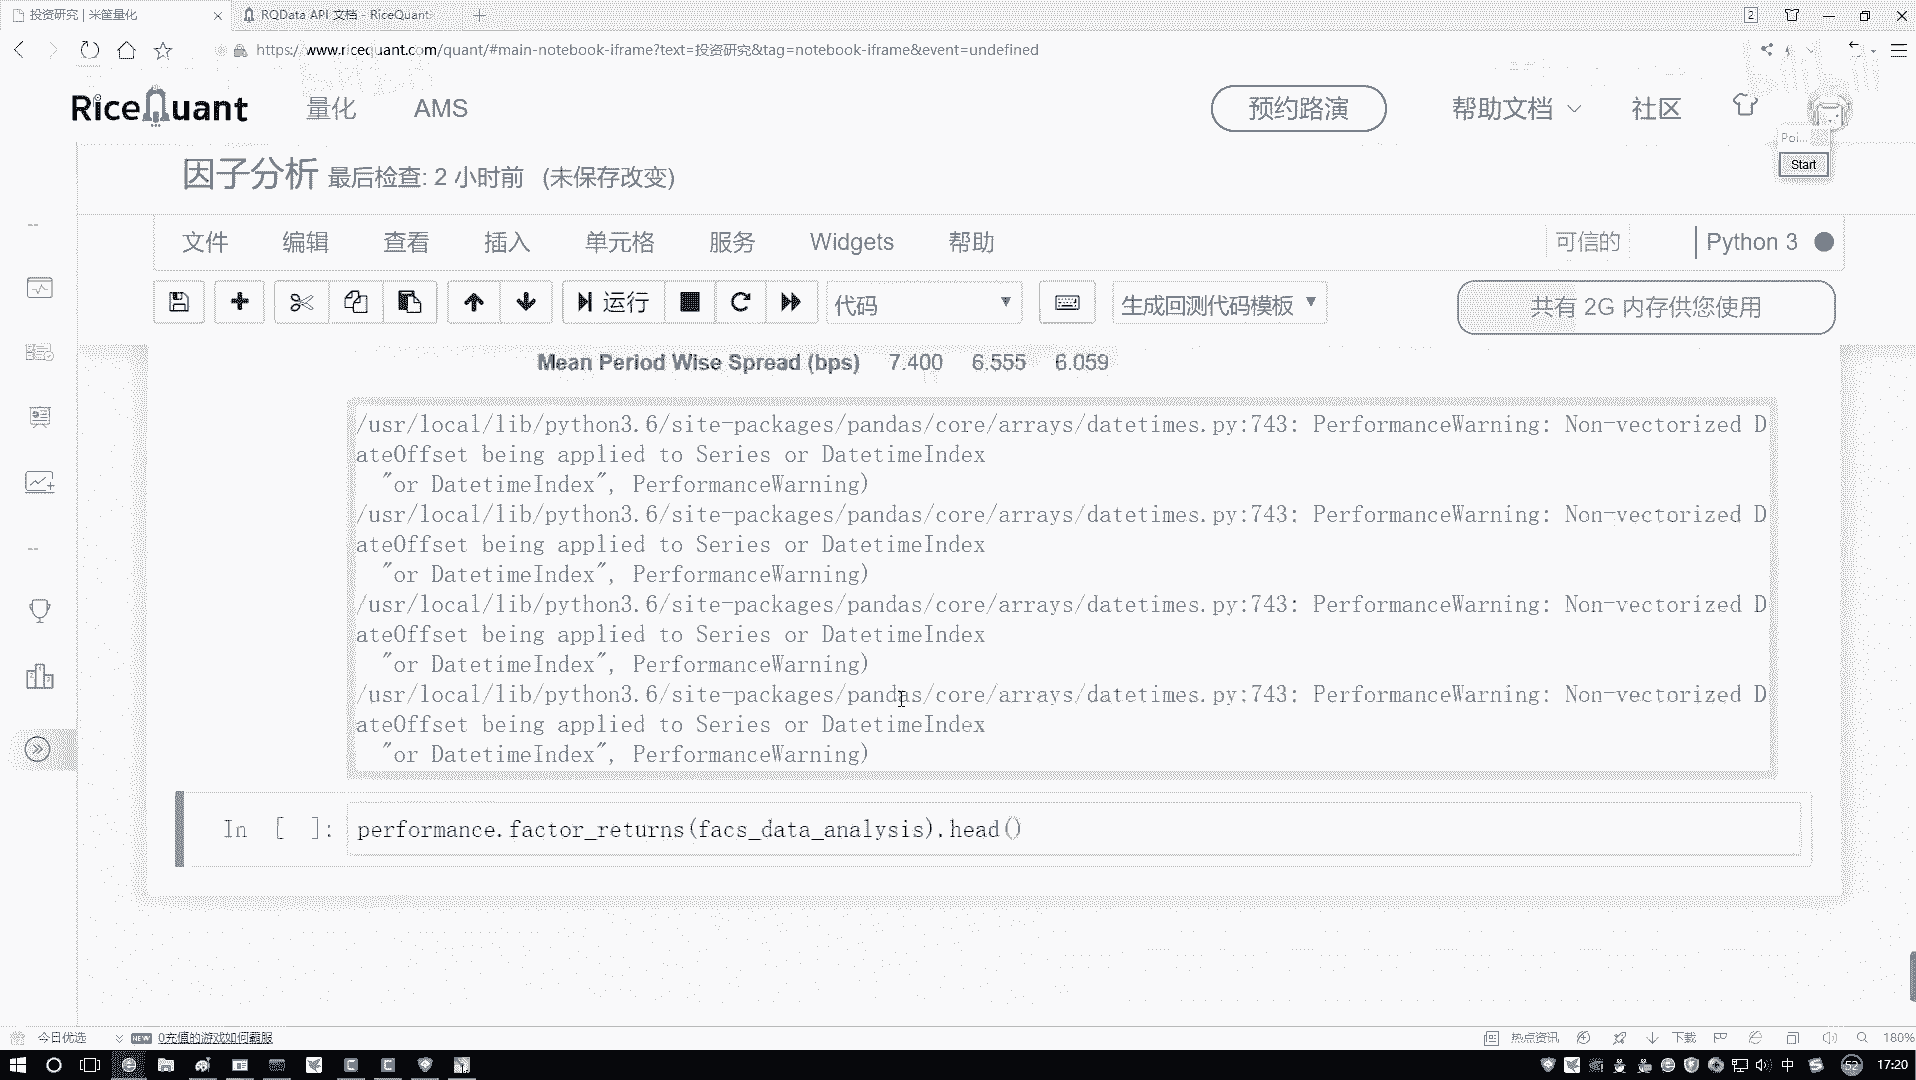 投资研究 | 米筐量化
RQData API 文档 - RiceQuant
2
https://www.ricequant.com/quant/#main-notebook-iframe?text=投资研究&tag=notebook-iframe&event=undefined
RiceQuant 量化 AMS 预约路演 帮助文档 社区
Poi...
Start
因子分析 最后检查: 2 小时前 (未保存改变)
文件 编辑 查看 插入 单元格 服务 Widgets 帮助 可信的 Python 3
运行 代码 生成回测代码模板 共有 2G 内存供您使用
Mean Period Wise Spread (bps) 7.400 6.555 6.059
/usr/local/lib/python3.6/site-packages/pandas/core/arrays/datetimes.py:743: PerformanceWarning: Non-vectorized D
ateOffset being applied to Series or DatetimeIndex
"or DatetimeIndex", PerformanceWarning)
/usr/local/lib/python3.6/site-packages/pandas/core/arrays/datetimes.py:743: PerformanceWarning: Non-vectorized D
ateOffset being applied to Series or DatetimeIndex
"or DatetimeIndex", PerformanceWarning)
/usr/local/lib/python3.6/site-packages/pandas/core/arrays/datetimes.py:743: PerformanceWarning: Non-vectorized D
ateOffset being applied to Series or DatetimeIndex
"or DatetimeIndex", PerformanceWarning)
/usr/local/lib/python3.6/site-packages/pandas/core/arrays/datetimes.py:743: PerformanceWarning: Non-vectorized D
ateOffset being applied to Series or DatetimeIndex
"or DatetimeIndex", PerformanceWarning)
In [ ]: performance.factor_returns(facs_data_analysis).head()
今日优选 NEW 0充值的游戏如何霸服 热点资讯 下载 180%
中 52 17:20